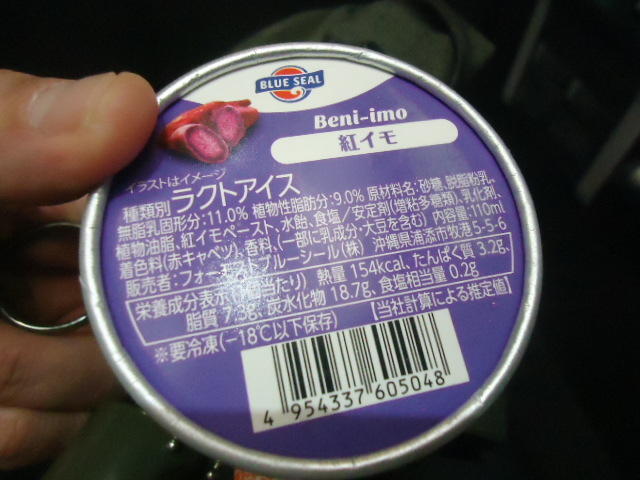 BLUE SEAL
Beni-imo
紅イモ
イラストはイメージ
種類別 ラクトアイス
無脂乳固形分:11.0% 植物性脂肪分:9.0% 原材料名:砂糖、脱脂粉乳、
植物油脂、紅イモペースト、水飴、食塩/安定剤(増粘多糖類)、乳化剤、
着色料(赤キャベツ)、香料、(一部に乳成分・大豆を含む) 内容量:110ml
販売者:フォーモストブルーシール(株) 沖縄県浦添市牧港5-5-6
栄養成分表示(1個当たり) 熱量 154kcal、たんぱく質 3.2g、
脂質 7.3g、炭水化物 18.7g、食塩相当量 0.2g
【当社計算による推定値】
※要冷凍(-18℃以下保存)
4 954337 605048